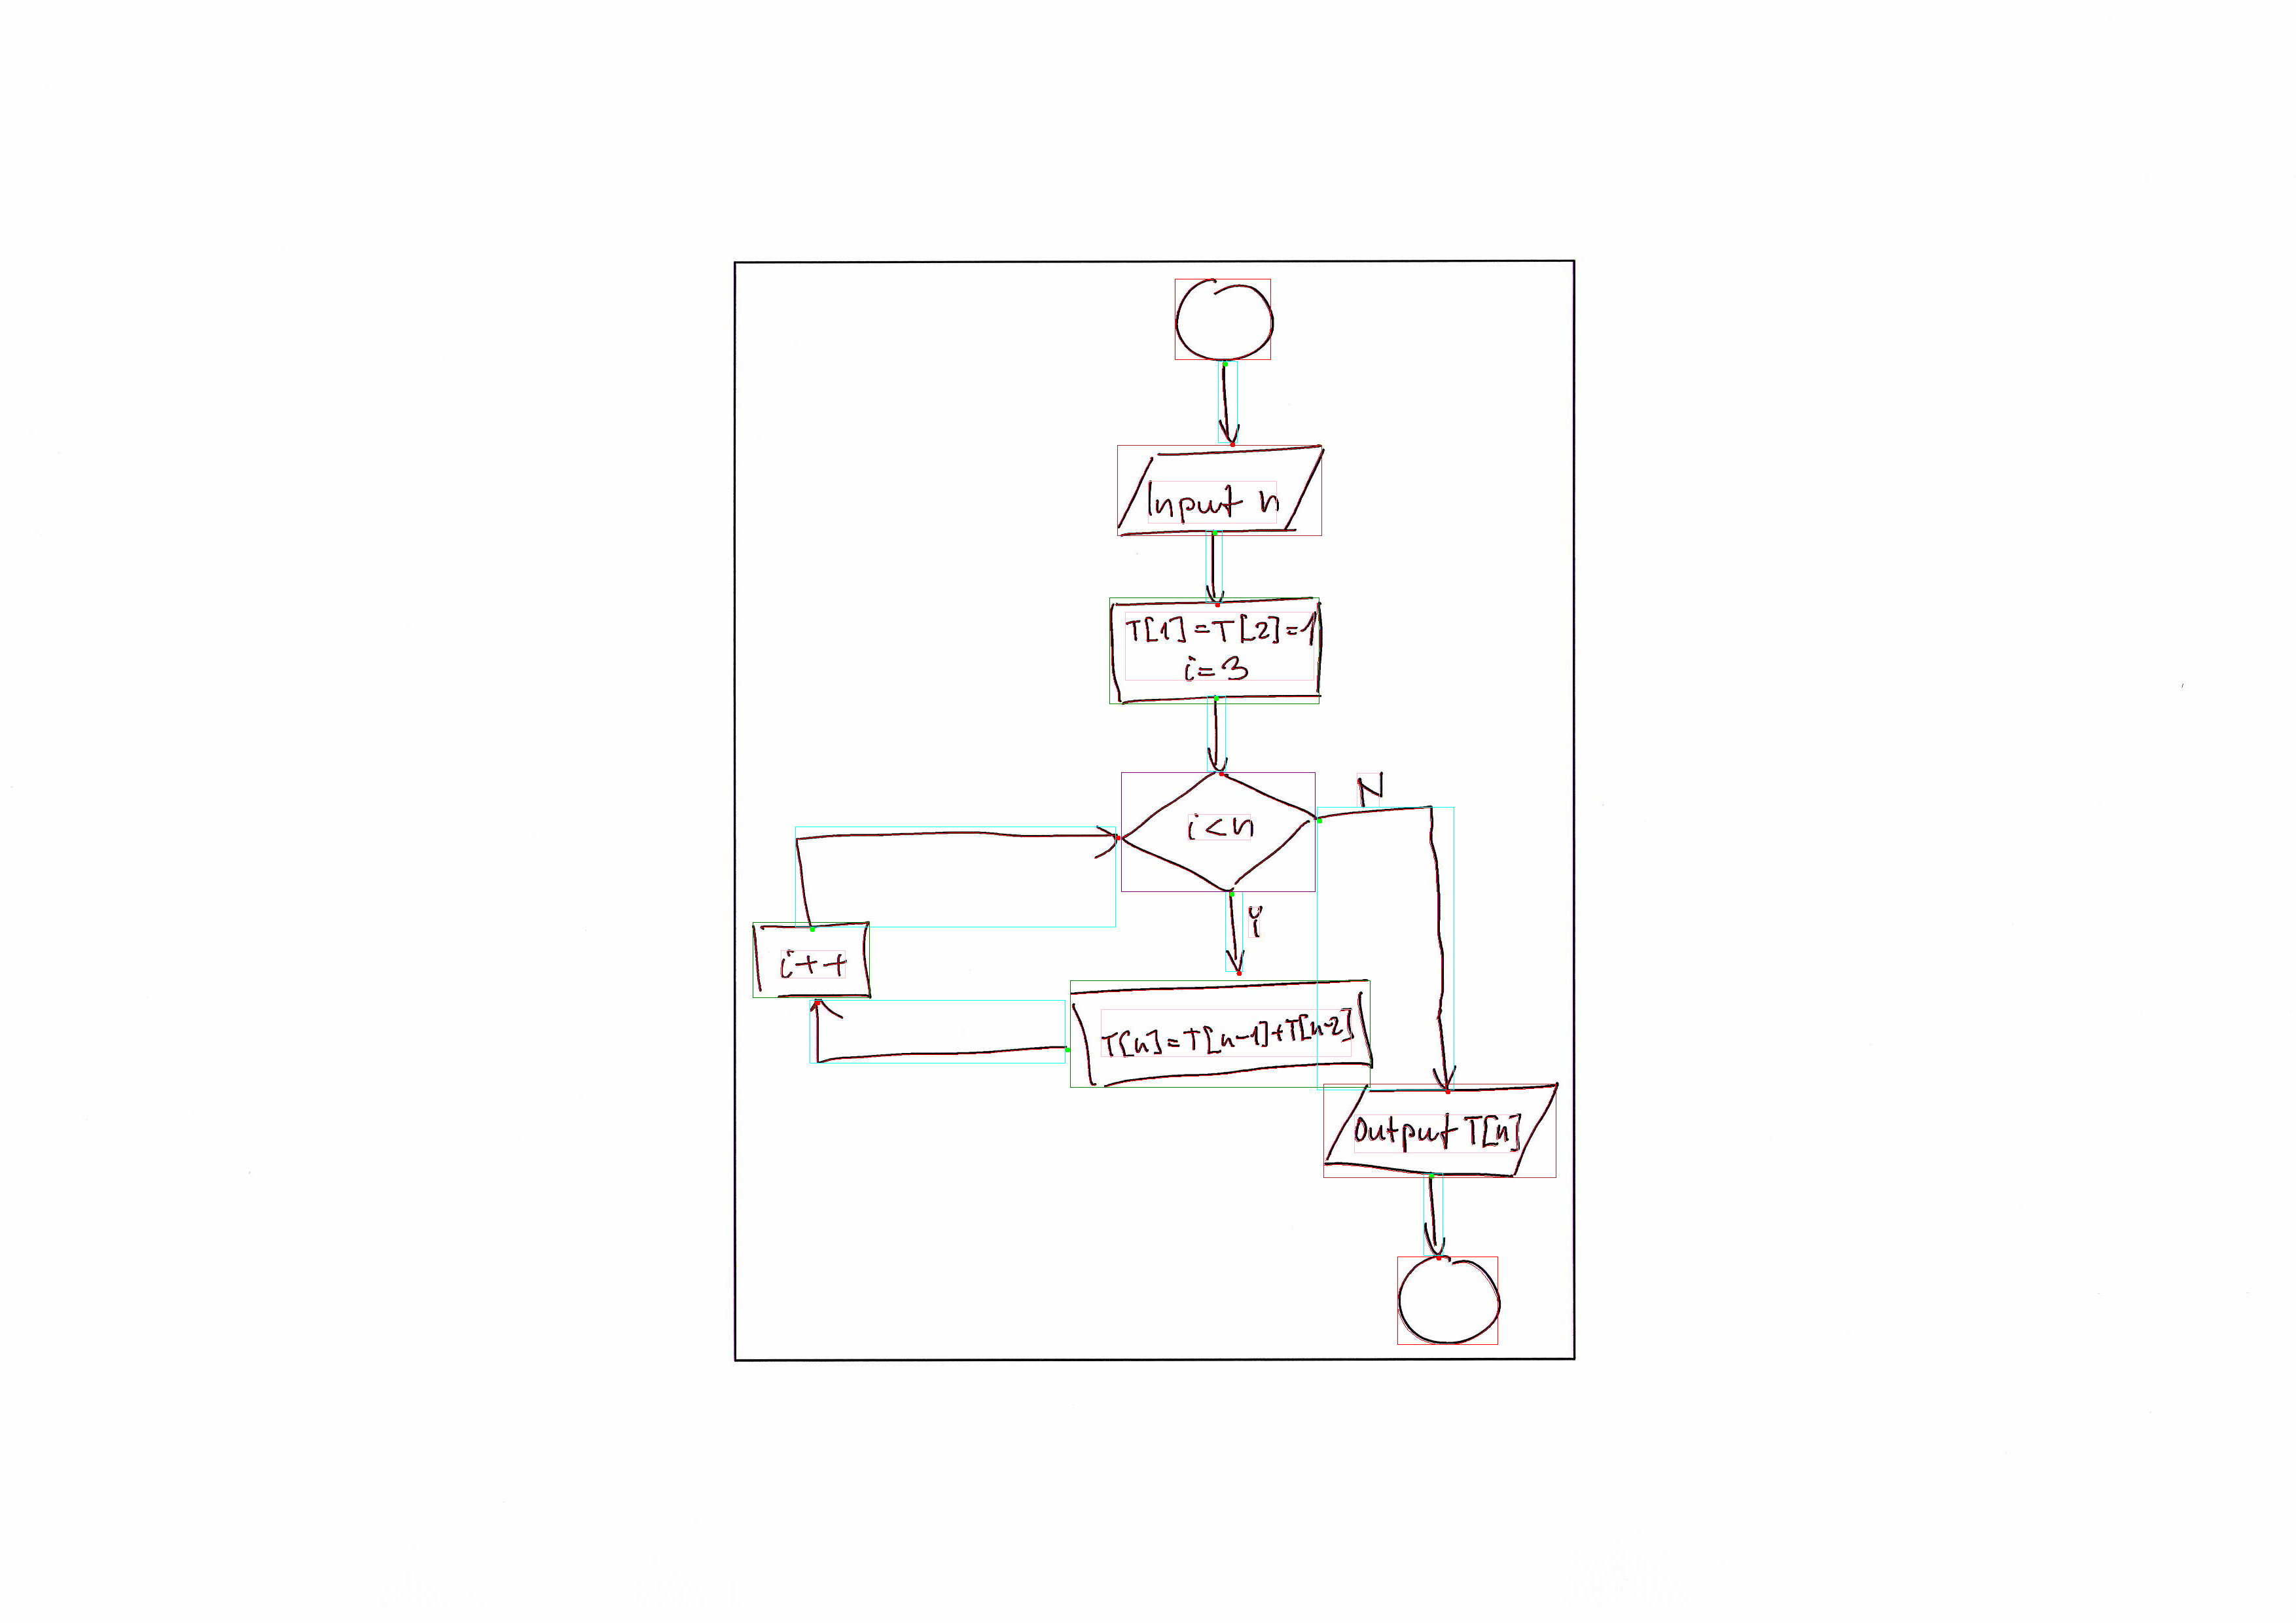 Input n
T[1]=T[2]=1
i=3
N
i<n
Y
i++
T[n]=T[n-1]+T[n-2]
Output T[n]